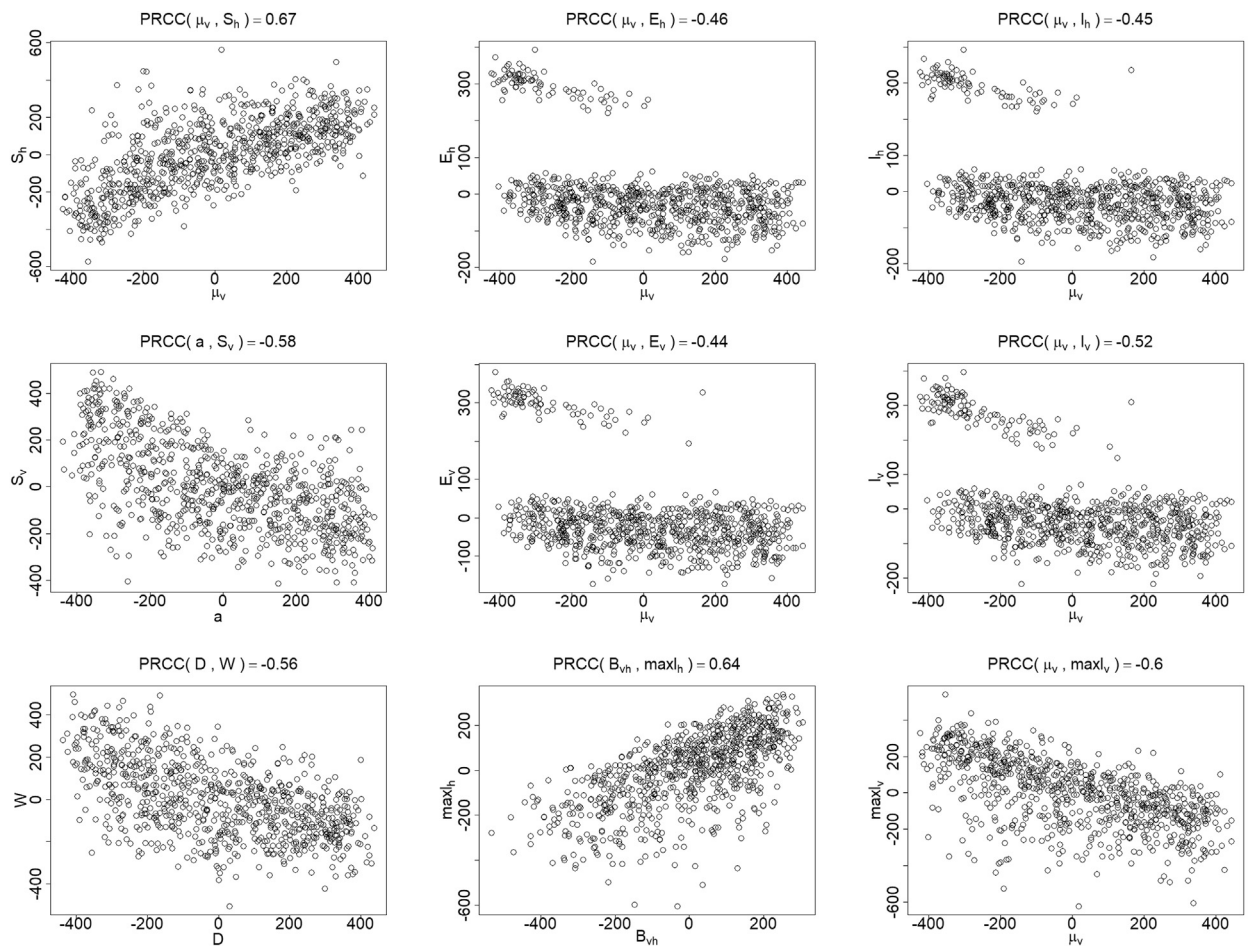 PRCC( μv , Sh ) = 0.67
600
200
0
-200
-600
Sh
-400 -200 0 200 400
μv
PRCC( μv , Eh ) = -0.46
300
100
0
-200
Eh
-400 -200 0 200 400
μv
PRCC( μv , Ih ) = -0.45
300
100
0
-200
Ih
-400 -200 0 200 400
μv
PRCC( a , Sv ) = -0.58
400
200
0
-200
-400
Sv
-400 -200 0 200 400
a
PRCC( μv , Ev ) = -0.44
300
100
0
-100
Ev
-400 -200 0 200 400
μv
PRCC( μv , Iv ) = -0.52
300
100
0
-200
Iv
-400 -200 0 200 400
μv
PRCC( D , W ) = -0.56
400
200
0
-400
W
-400 -200 0 200 400
D
PRCC( Bvh , maxIh ) = 0.64
200
0
-200
-600
maxIh
-400 -200 0 200
Bvh
PRCC( μv , maxIv ) = -0.6
400
200
0
-200
-600
maxIv
-400 -200 0 200 400
μv